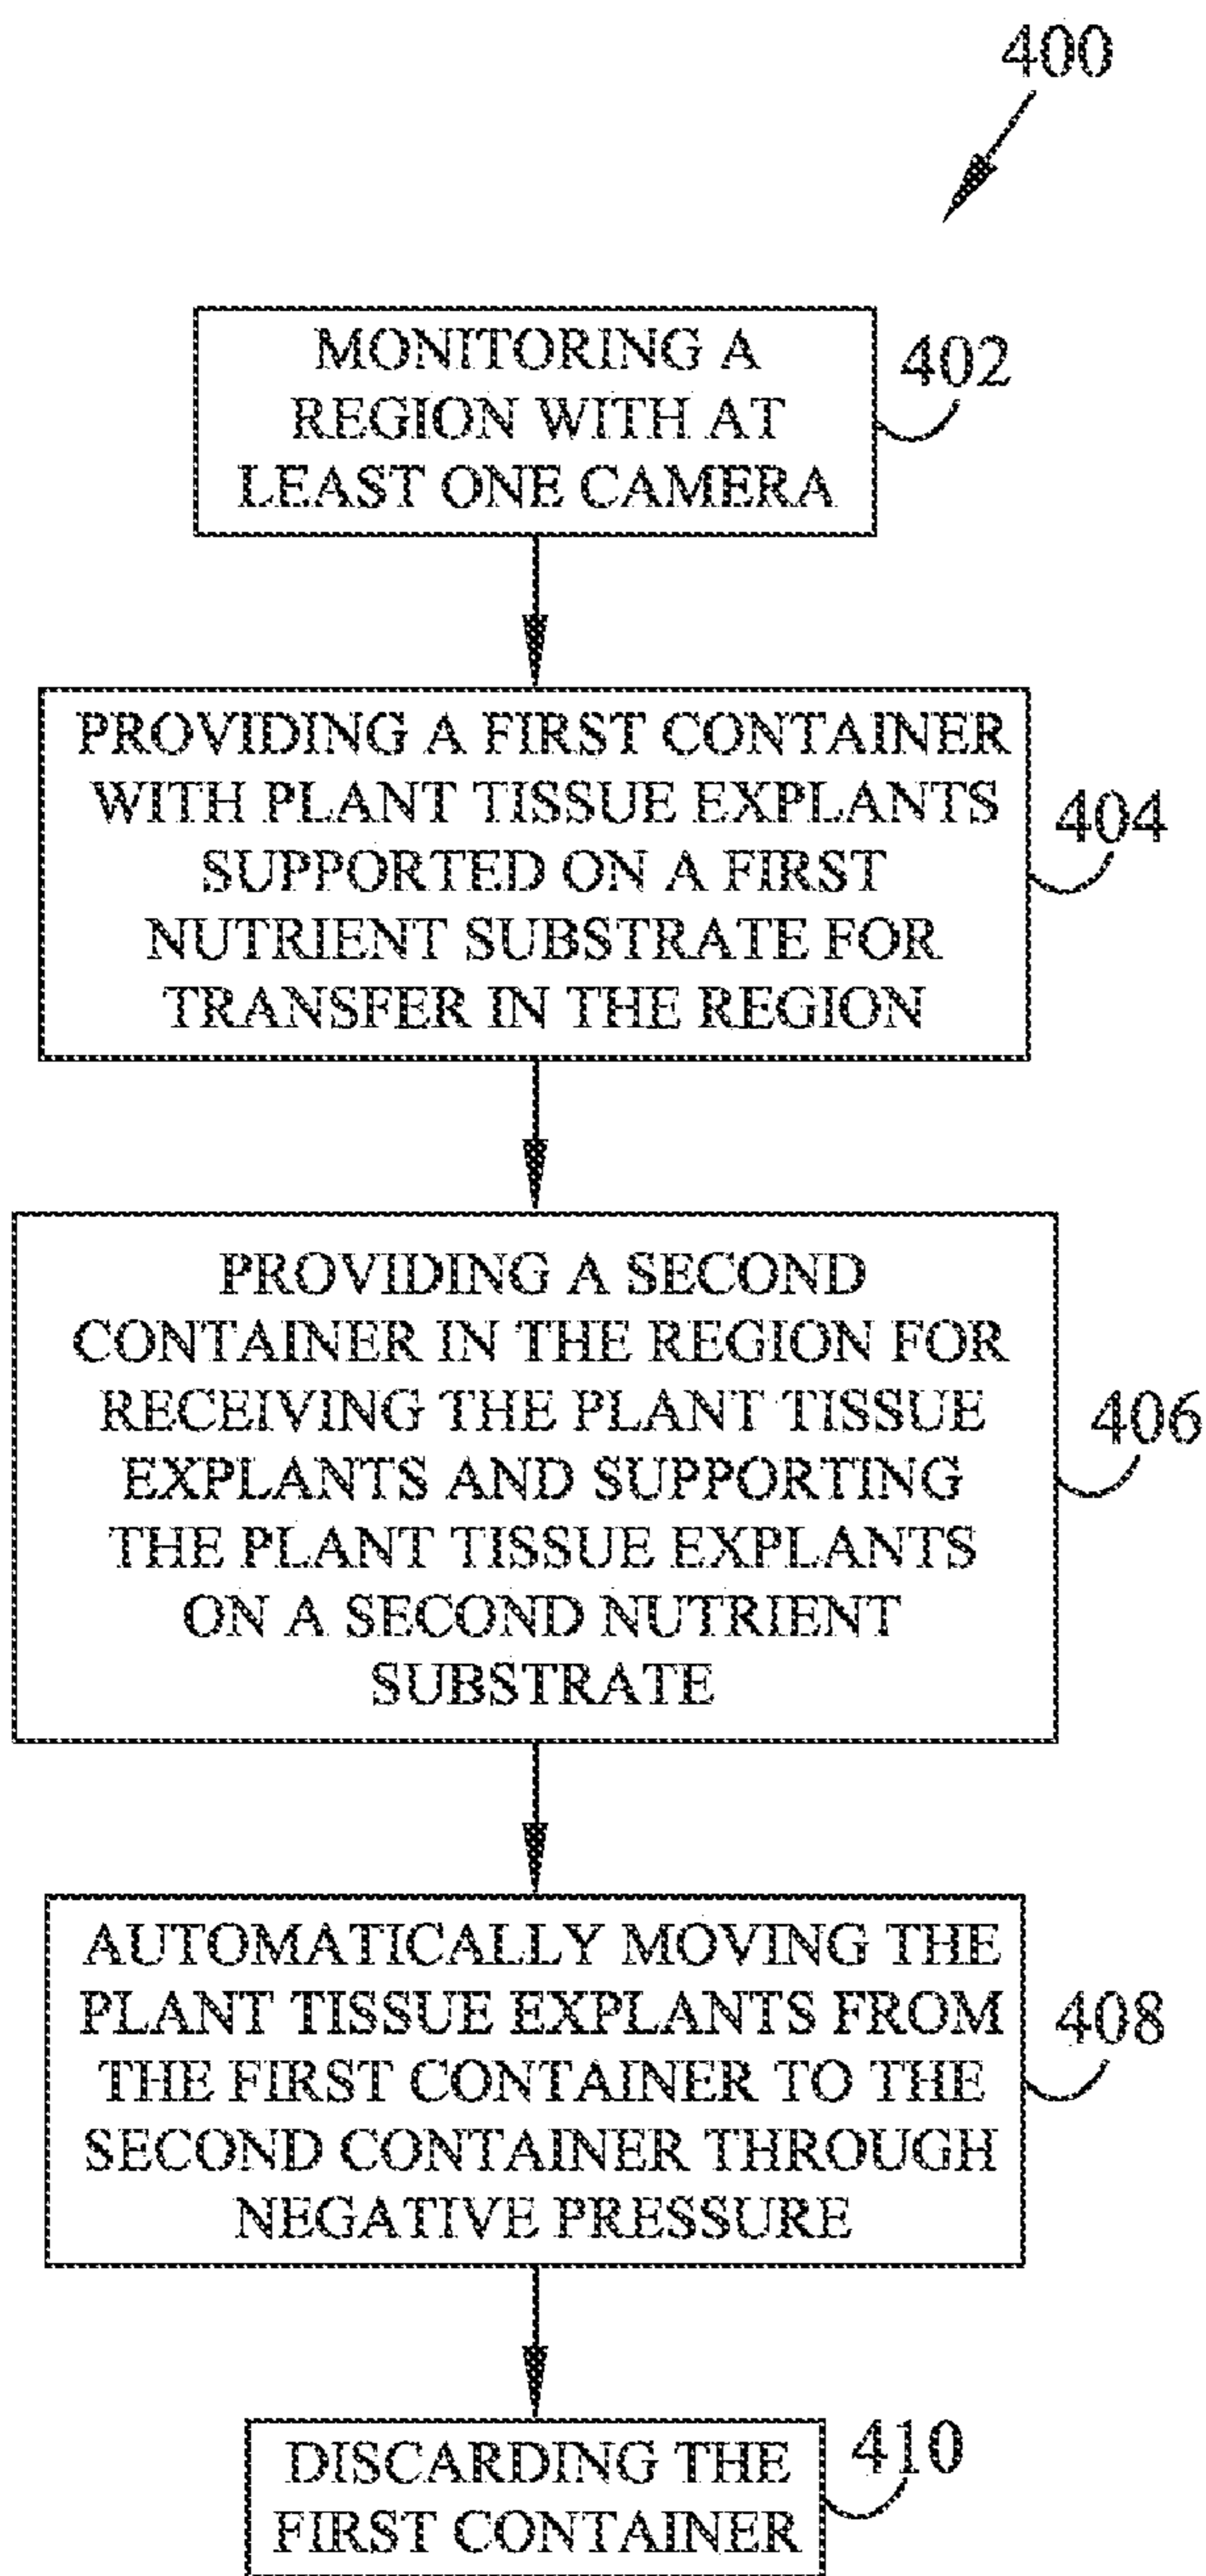 400
MONITORING A
REGION WITH AT
LEAST ONE CAMERA
402
PROVIDING A FIRST CONTAINER
WITH PLANT TISSUE EXPLANTS
SUPPORTED ON A FIRST
NUTRIENT SUBSTRATE FOR
TRANSFER IN THE REGION
404
PROVIDING A SECOND
CONTAINER IN THE REGION FOR
RECEIVING THE PLANT TISSUE
EXPLANTS AND SUPPORTING
THE PLANT TISSUE EXPLANTS
ON A SECOND NUTRIENT
SUBSTRATE
406
AUTOMATICALLY MOVING THE
PLANT TISSUE EXPLANTS FROM
THE FIRST CONTAINER TO THE
SECOND CONTAINER THROUGH
NEGATIVE PRESSURE
408
DISCARDING THE
FIRST CONTAINER
410